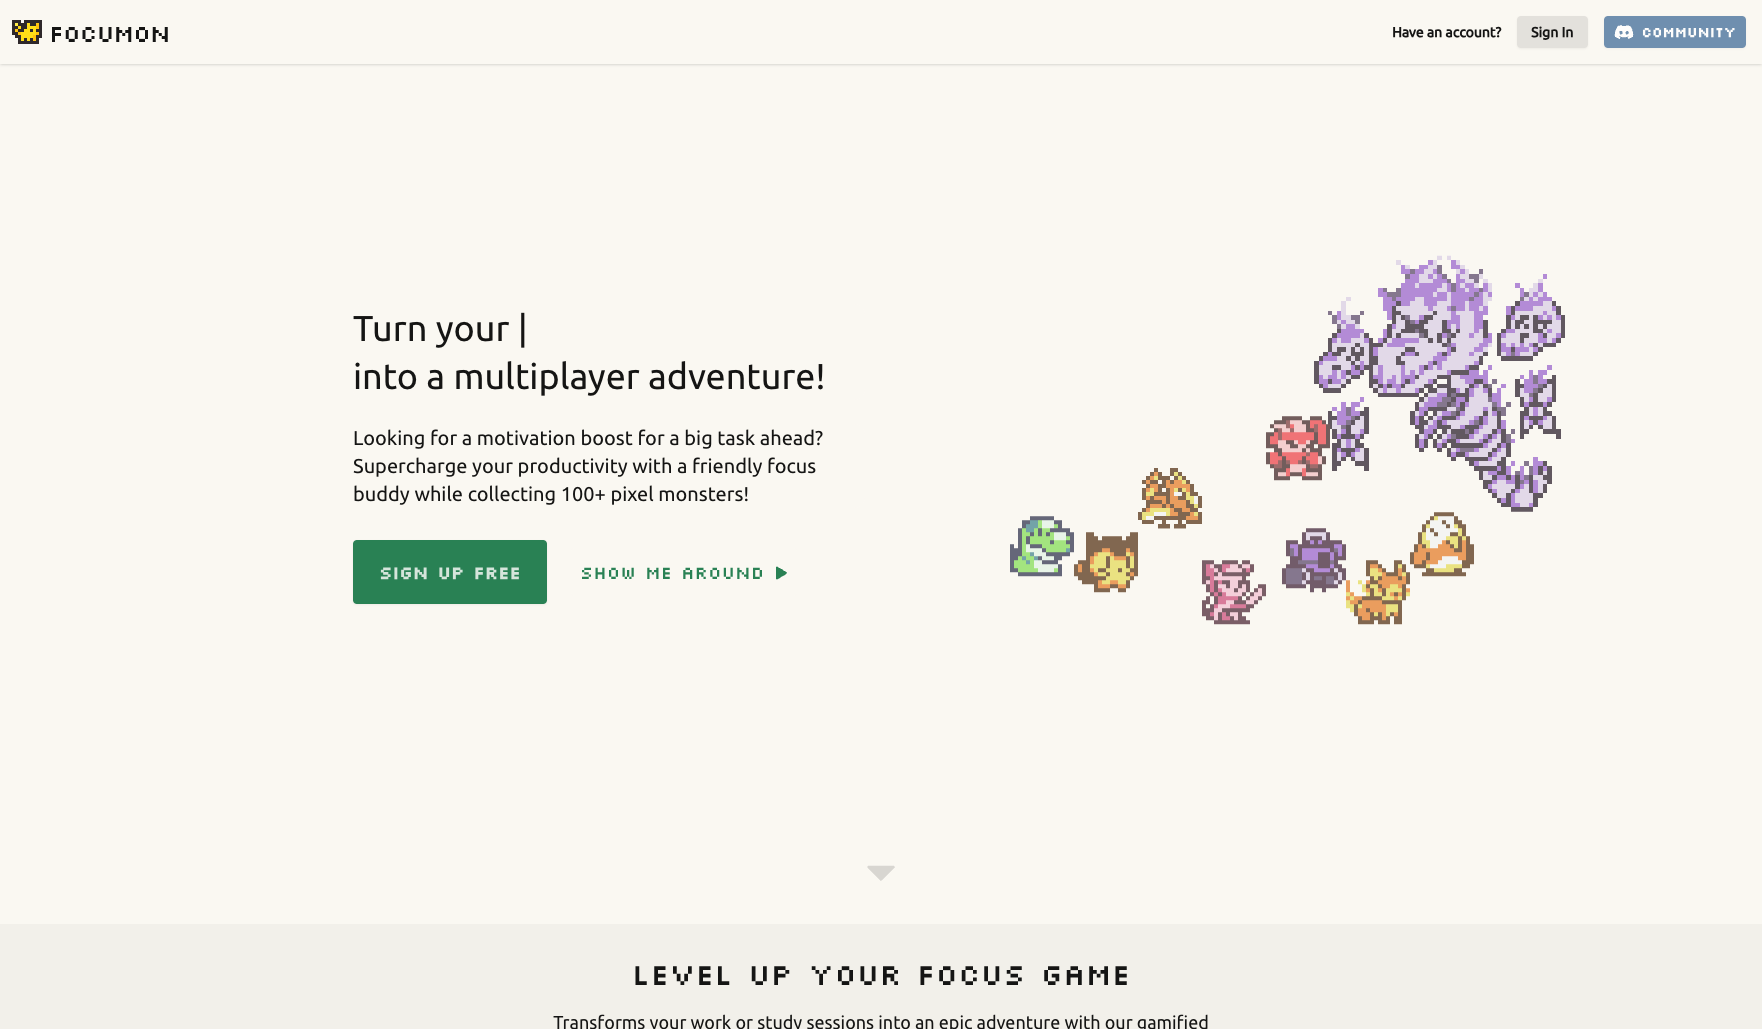 FOCUMON
Have an account?
Sign In
COMMUNITY
Turn your |
into a multiplayer adventure!
Looking for a motivation boost for a big task ahead?
Supercharge your productivity with a friendly focus
buddy while collecting 100+ pixel monsters!
SIGN UP FREE
SHOW ME AROUND
LEVEL UP YOUR FOCUS GAME
Transforms your work or study sessions into an epic adventure with our gamified